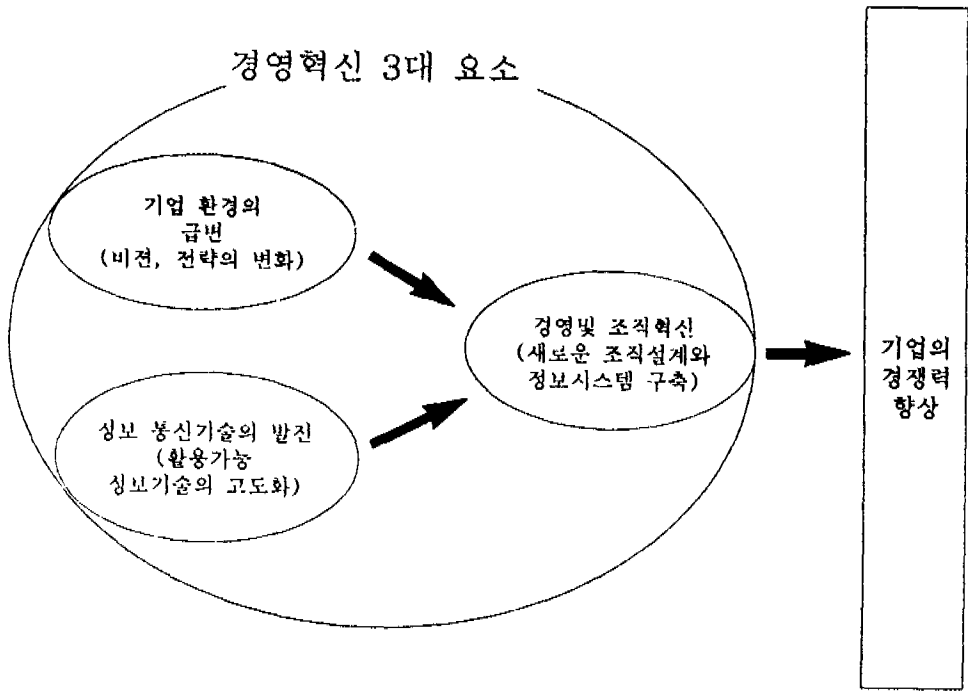 경영혁신 3대 요소
기업 환경의
급변
(비젼, 전략의 변화)
정보 통신기술의 발전
(활용가능
정보기술의 고도화)
경영및 조직혁신
(새로운 조직설계와
정보시스템 구축)
기업의
경쟁력
향상